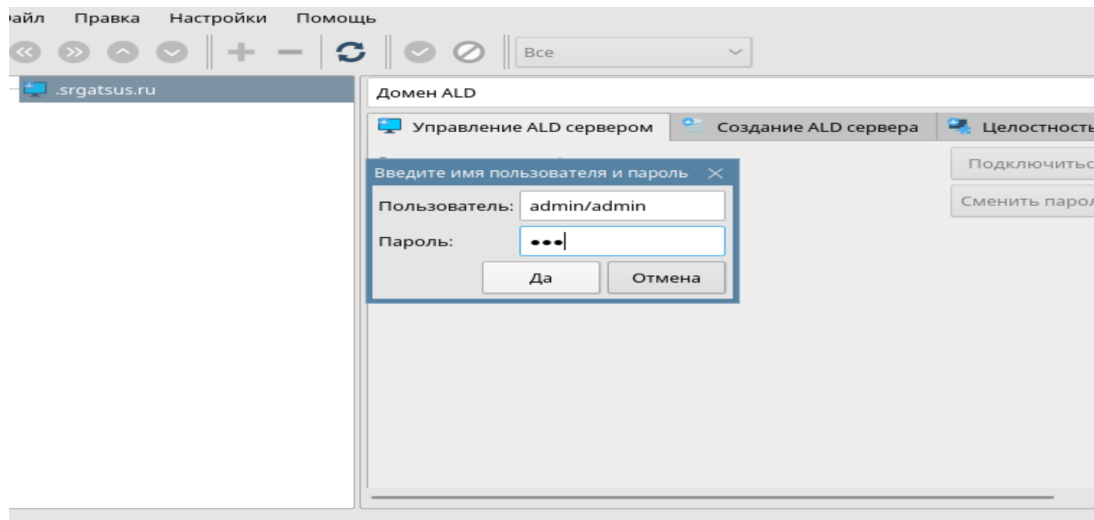 айл Правка Настройки Помощь
Все
.srgatsus.ru
Домен ALD
Управление ALD сервером
Создание ALD сервера
Целостность
Подключитьс
Сменить парол
Введите имя пользователя и пароль
Пользователь: admin/admin
Пароль: •••
Да
Отмена